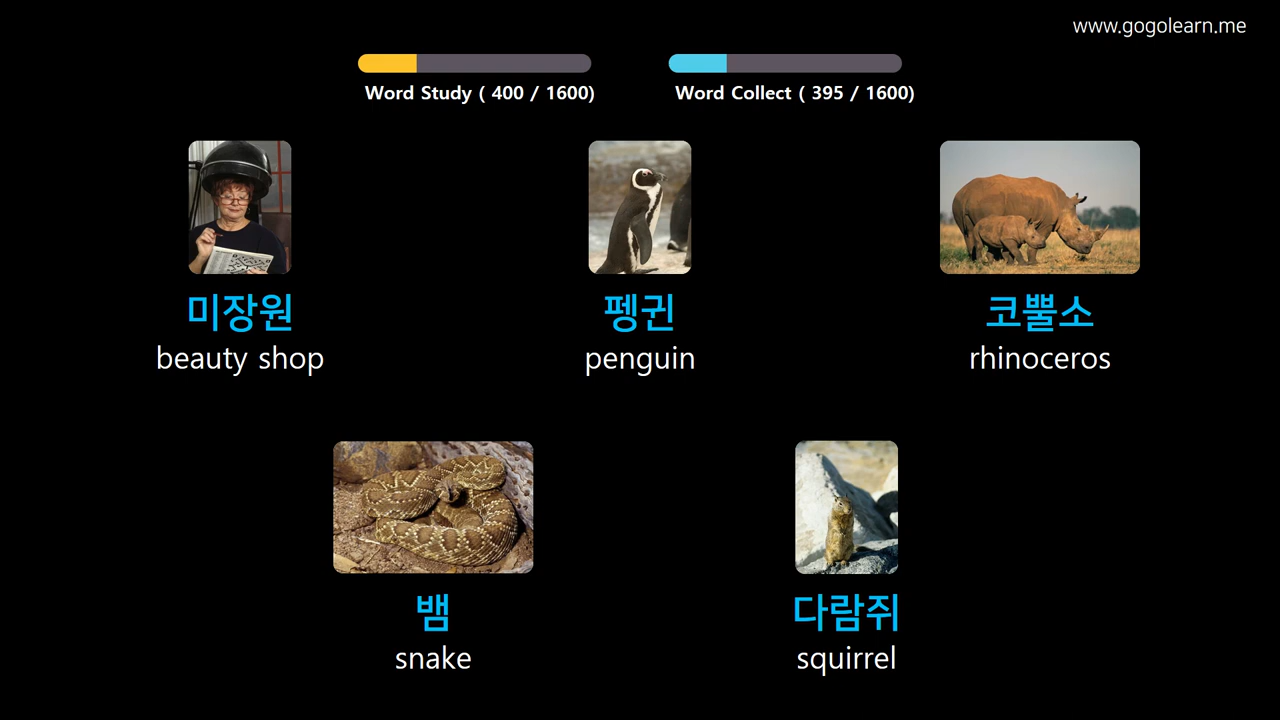 www.gogolearn.me
Word Study ( 400 / 1600)
Word Collect ( 395 / 1600)
미장원
beauty shop
펭귄
penguin
코뿔소
rhinoceros
뱀
snake
다람쥐
squirrel